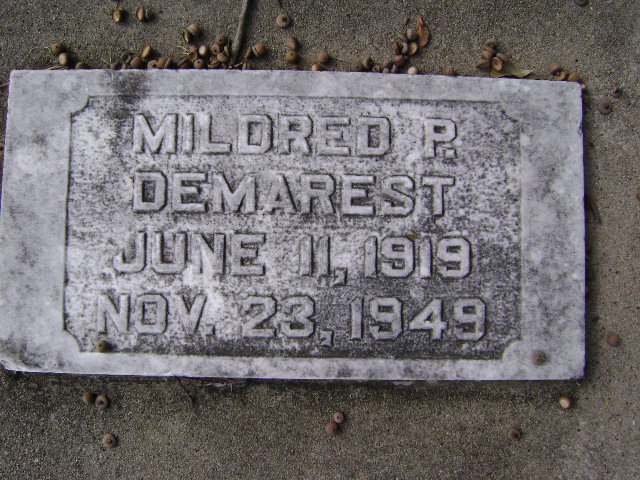 MILDRED P.
DEMAREST
JUNE 11, 1919
NOV. 23, 1949